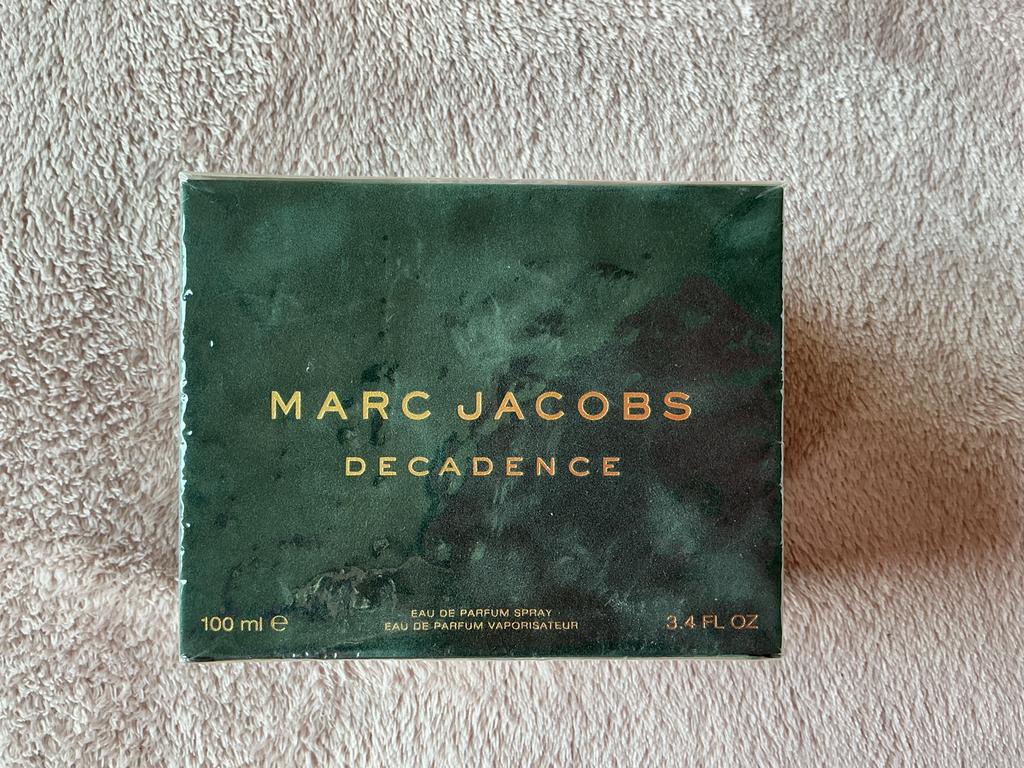 MARC JACOBS
DECADENCE
EAU DE PARFUM SPRAY
100 ml ℮ EAU DE PARFUM VAPORISATEUR 3.4 FL OZ